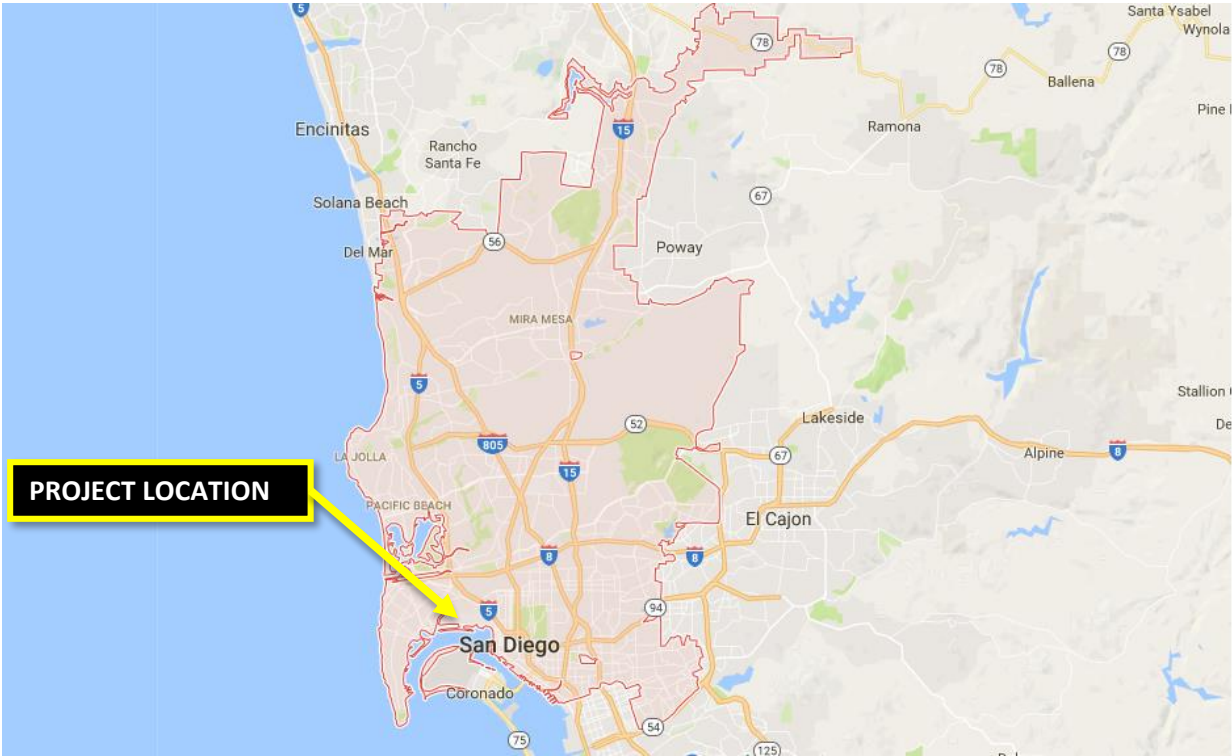 5
Santa Ysabel
Wynola
78
78
78
Ballena
Pine
Encinitas
15
Ramona
Rancho
Santa Fe
67
Solana Beach
56
Del Mar
Poway
MIRA MESA
5
Stallion
52
Lakeside
De
805
67
Alpine
8
LA JOLLA
15
PROJECT LOCATION
PACIFIC BEACH
El Cajon
8
8
5
94
San Diego
Coronado
54
75
125